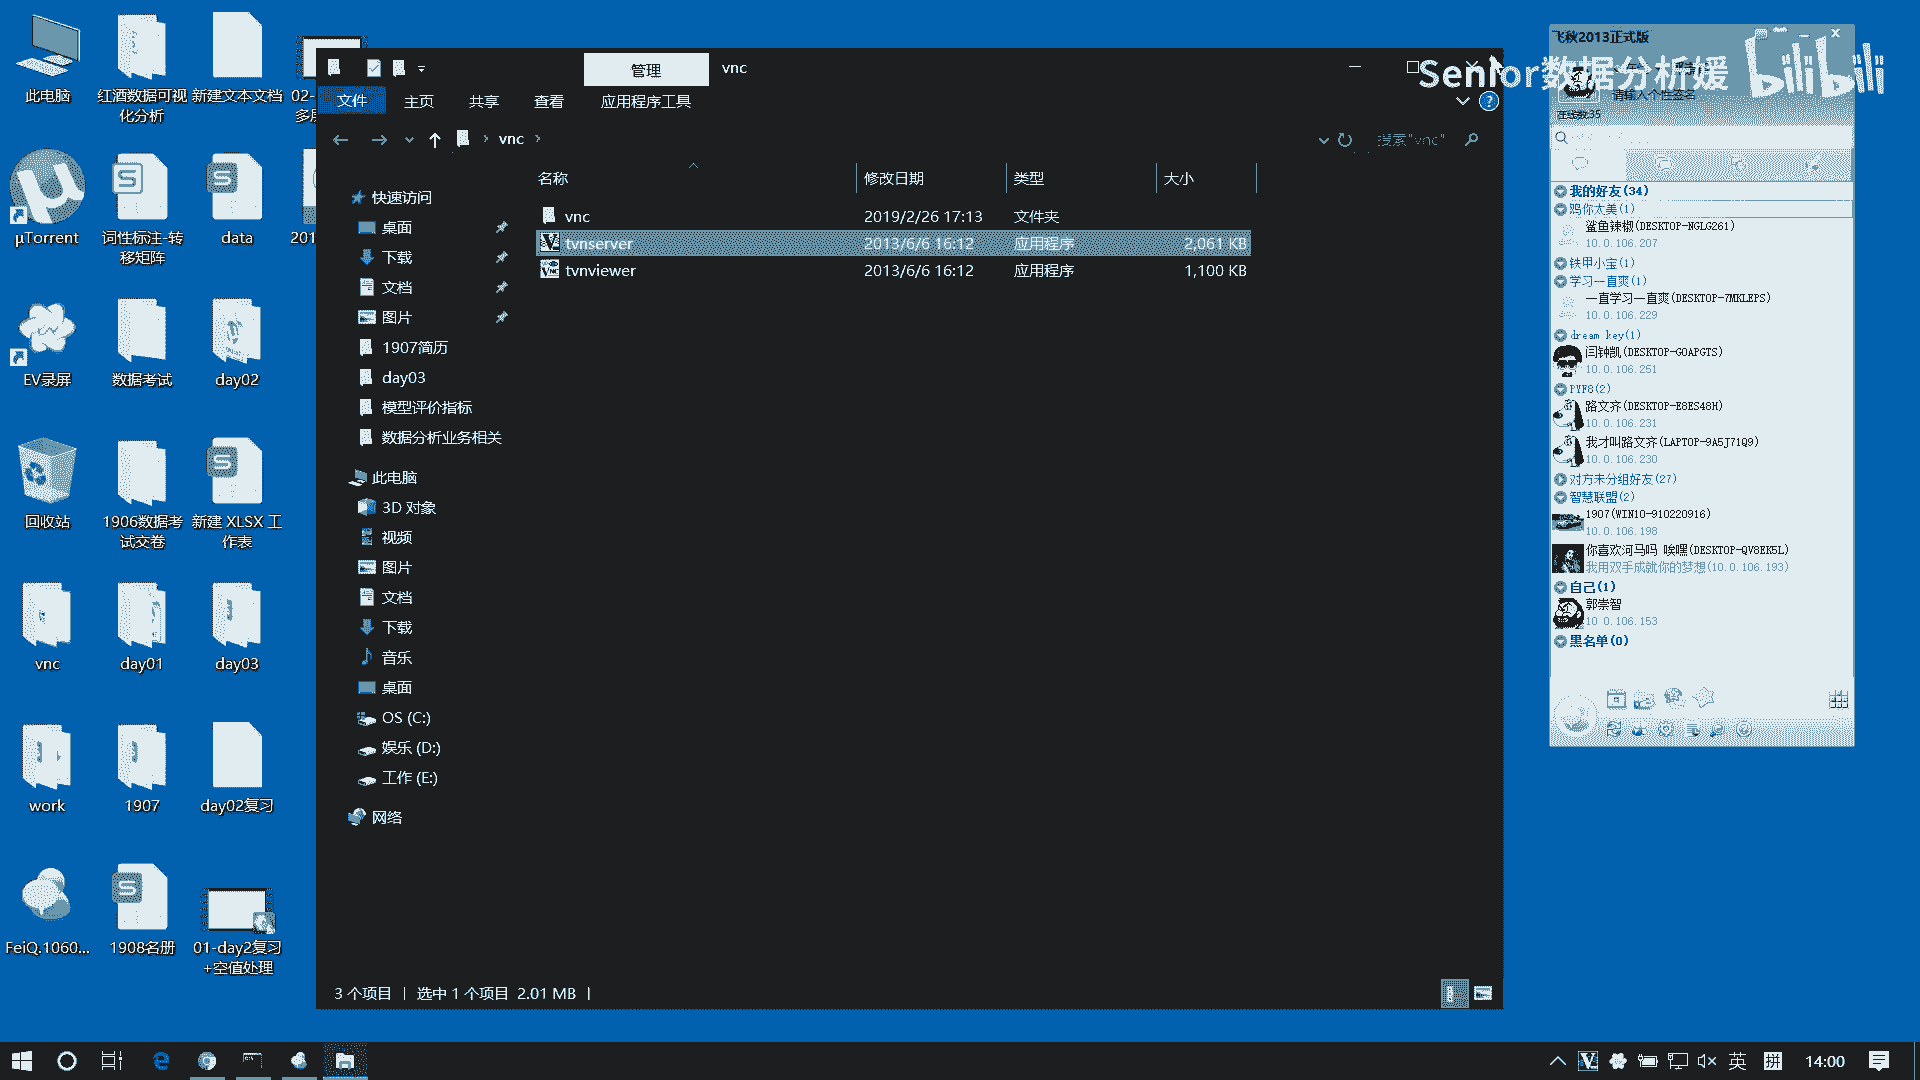 此电脑
红酒数据可视化分析
新建文本文档
µTorrent
词性标注-转移矩阵
data
EV录屏
数据考试
day02
回收站
1906数据考试交卷
新建 XLSX 工作表
vnc
day01
day03
work
1907
day02复习
FeiQ.1060...
1908名册
01-day2复习+空值处理
管理
vnc
文件
主页
共享
查看
应用程序工具
vnc
搜索"vnc"
名称
修改日期
类型
大小
vnc
2019/2/26 17:13
文件夹
tvnserver
2013/6/6 16:12
应用程序
2,061 KB
tvnviewer
2013/6/6 16:12
应用程序
1,100 KB
快速访问
桌面
下载
文档
图片
1907简历
day03
模型评价指标
数据分析业务相关
此电脑
3D 对象
视频
图片
文档
下载
音乐
桌面
OS (C:)
娱乐 (D:)
工作 (E:)
网络
3 个项目
选中 1 个项目 2.01 MB
飞秋2013正式版
Senior数据分析媛
bilibili
请输入个性签名
在线数:35
我的好友(34)
鸡你太美(1)
鲨鱼辣椒(DESKTOP-NGLG261)
10.0.106.207
铁甲小宝(1)
学习一直爽(1)
一直学习一直爽(DESKTOP-7MKLEPS)
10.0.106.229
dream key(1)
闫钟凯(DESKTOP-GOAPGTS)
10.0.106.251
PYF8(2)
路文齐(DESKTOP-E8ES48H)
10.0.106.231
我才叫路文齐(LAPTOP-9A5J71Q9)
10.0.106.230
对方未分组好友(27)
智慧联盟(2)
1907(WIN10-910220916)
10.0.106.198
你喜欢河马吗 唉嘿(DESKTOP-QV8EK5L)
我用双手成就你的梦想(10.0.106.193)
自己(1)
郭崇智
10.0.106.153
黑名单(0)
英
拼
14:00